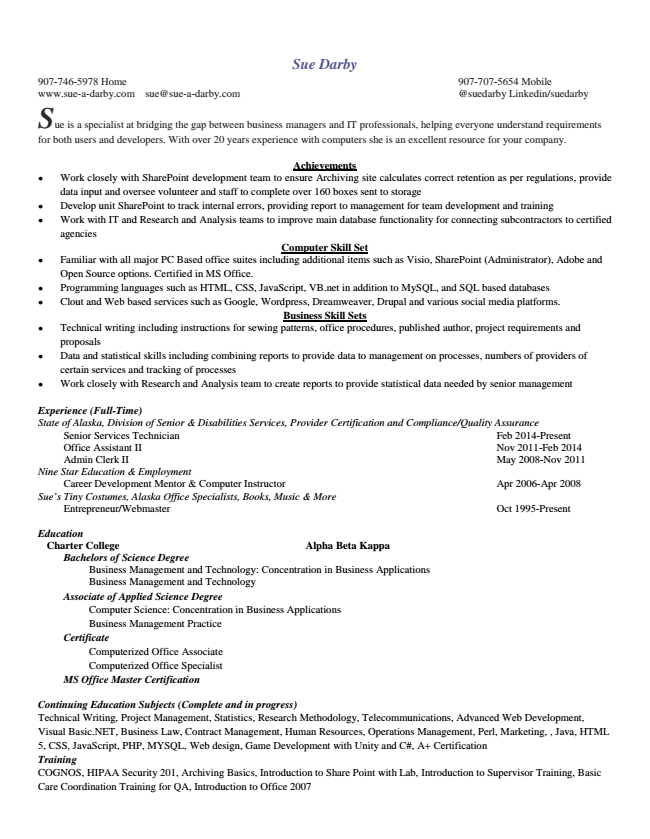 Sue Darby
907-746-5978 Home 907-707-5654 Mobile
www.sue-a-darby.com sue@sue-a-darby.com @suedarby Linkedin/suedarby
Sue is a specialist at bridging the gap between business managers and IT professionals, helping everyone understand requirements
for both users and developers. With over 20 years experience with computers she is an excellent resource for your company.
Achievements
• Work closely with SharePoint development team to ensure Archiving site calculates correct retention as per regulations, provide
data input and oversee volunteer and staff to complete over 160 boxes sent to storage
• Develop unit SharePoint to track internal errors, providing report to management for team development and training
• Work with IT and Research and Analysis teams to improve main database functionality for connecting subcontractors to certified
agencies
Computer Skill Set
• Familiar with all major PC Based office suites including additional items such as Visio, SharePoint (Administrator), Adobe and
Open Source options. Certified in MS Office.
• Programming languages such as HTML, CSS, JavaScript, VB.net in addition to MySQL, and SQL based databases
• Clout and Web based services such as Google, Wordpress, Dreamweaver, Drupal and various social media platforms.
Business Skill Sets
• Technical writing including instructions for sewing patterns, office procedures, published author, project requirements and
proposals
• Data and statistical skills including combining reports to provide data to management on processes, numbers of providers of
certain services and tracking of processes
• Work closely with Research and Analysis team to create reports to provide statistical data needed by senior management
Experience (Full-Time)
State of Alaska, Division of Senior & Disabilities Services, Provider Certification and Compliance/Quality Assurance
Senior Services Technician Feb 2014-Present
Office Assistant II Nov 2011-Feb 2014
Admin Clerk II May 2008-Nov 2011
Nine Star Education & Employment
Career Development Mentor & Computer Instructor Apr 2006-Apr 2008
Sue's Tiny Costumes, Alaska Office Specialists, Books, Music & More
Entrepreneur/Webmaster Oct 1995-Present
Education
Charter College Alpha Beta Kappa
Bachelors of Science Degree
Business Management and Technology: Concentration in Business Applications
Business Management and Technology
Associate of Applied Science Degree
Computer Science: Concentration in Business Applications
Business Management Practice
Certificate
Computerized Office Associate
Computerized Office Specialist
MS Office Master Certification
Continuing Education Subjects (Complete and in progress)
Technical Writing, Project Management, Statistics, Research Methodology, Telecommunications, Advanced Web Development,
Visual Basic.NET, Business Law, Contract Management, Human Resources, Operations Management, Perl, Marketing, , Java, HTML
5, CSS, JavaScript, PHP, MYSQL, Web design, Game Development with Unity and C#, A+ Certification
Training
COGNOS, HIPAA Security 201, Archiving Basics, Introduction to Share Point with Lab, Introduction to Supervisor Training, Basic
Care Coordination Training for QA, Introduction to Office 2007